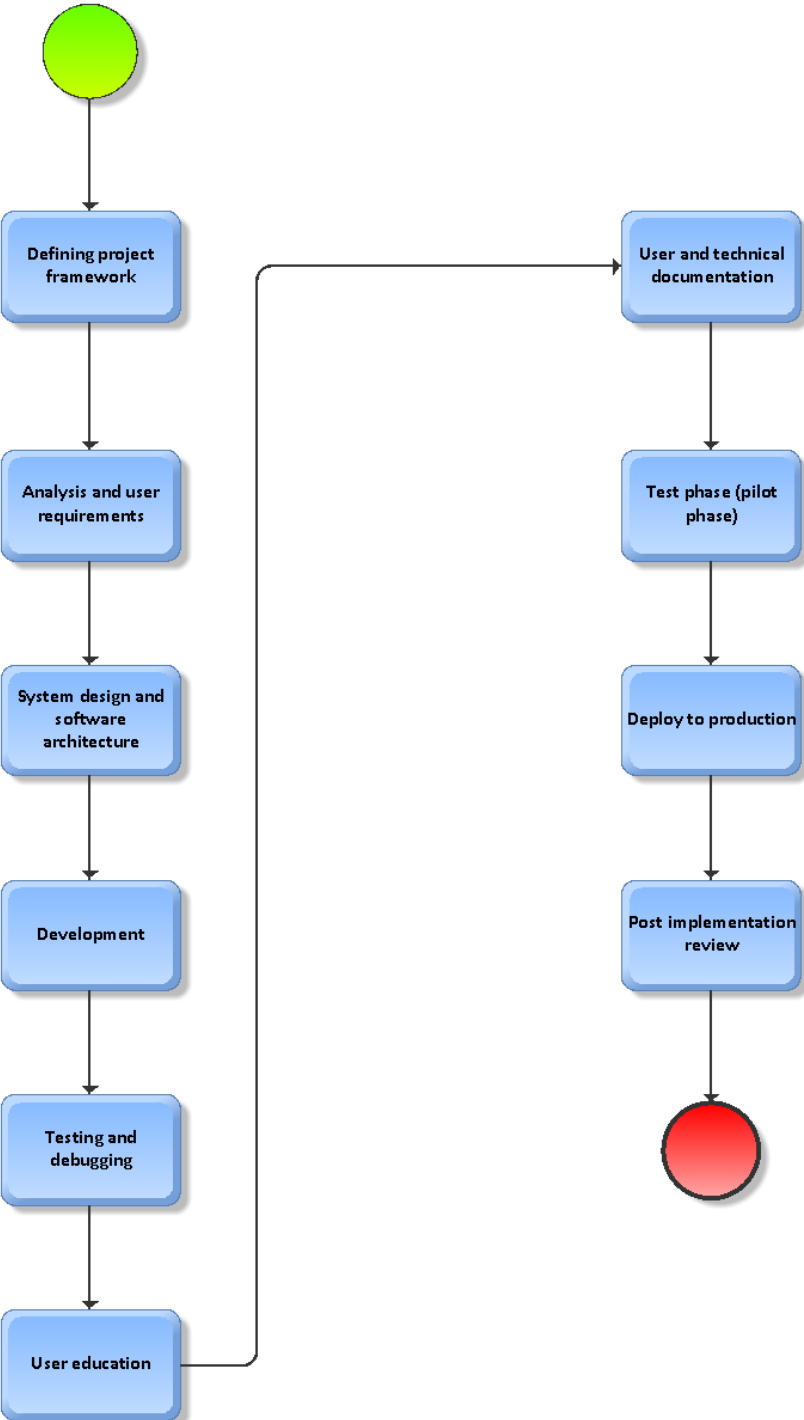 Defining project
framework
Analysis and user
requirements
System design and
software
architecture
Development
Testing and
debugging
User education
User and technical
documentation
Test phase (pilot
phase)
Deploy to production
Post implementation
review